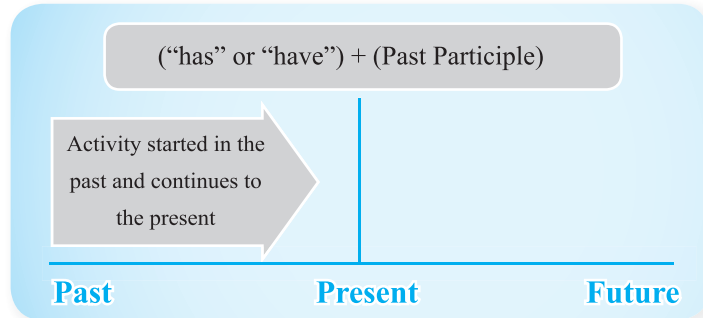 (“has” or “have”) + (Past Participle)
Activity started in the
past and continues to
the present
Past Present Future